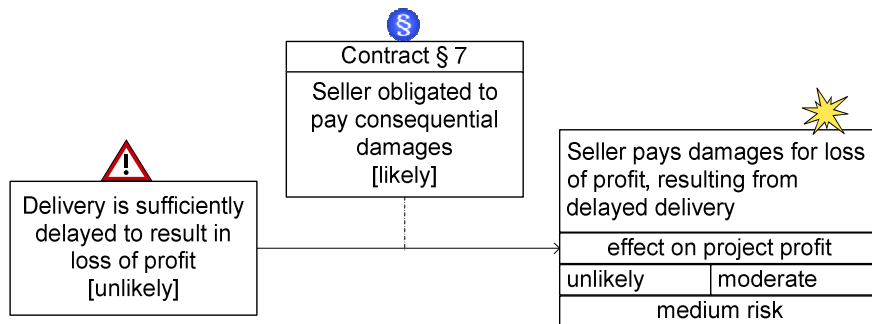 §
Contract § 7
Seller obligated to
pay consequential
damages
[likely]
!
Delivery is sufficiently
delayed to result in
loss of profit
[unlikely]
Seller pays damages for loss
of profit, resulting from
delayed delivery
effect on project profit
unlikely moderate
medium risk